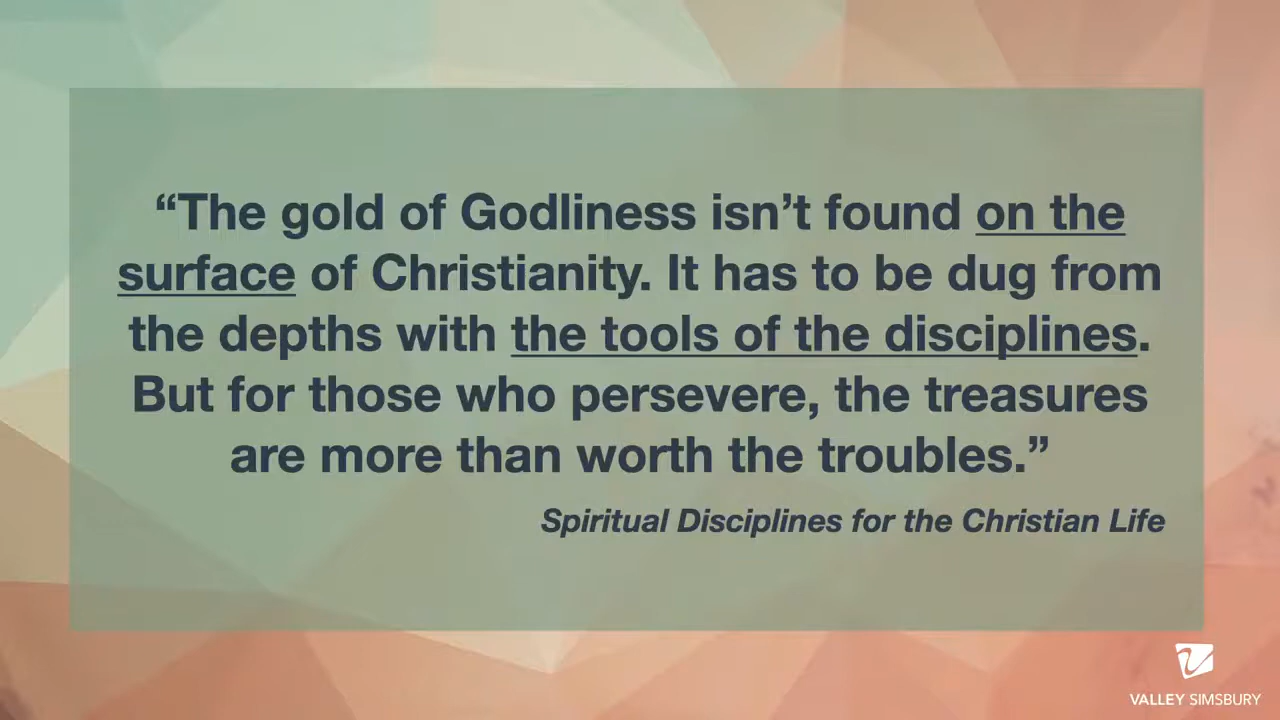 “The gold of Godliness isn’t found on the
surface of Christianity. It has to be dug from
the depths with the tools of the disciplines.
But for those who persevere, the treasures
are more than worth the troubles.”
Spiritual Disciplines for the Christian Life
VALLEY SIMSBURY